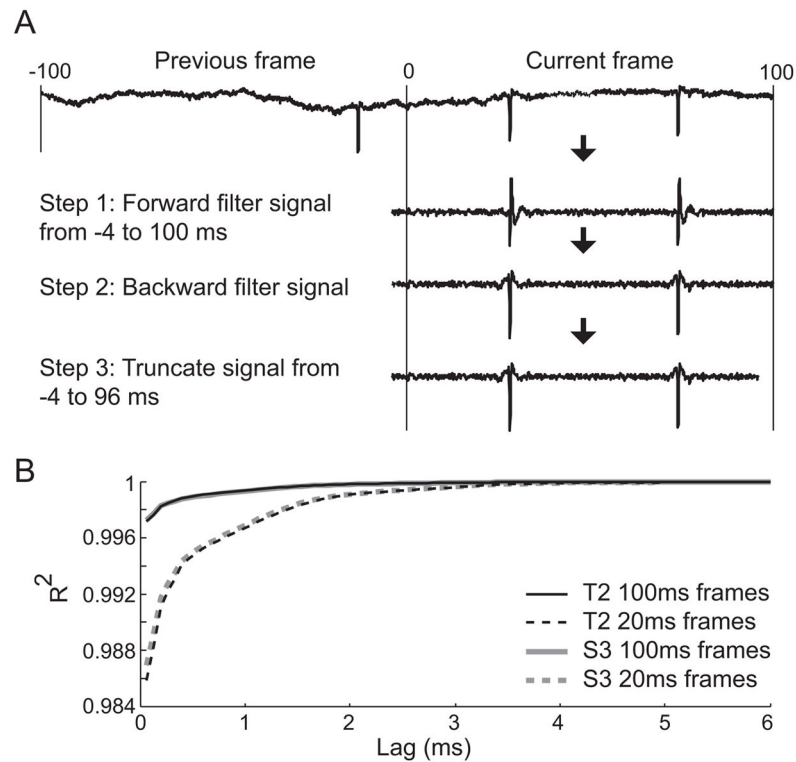 A
Previous frame
Current frame
-100
0
100
Step 1: Forward filter signal
from -4 to 100 ms
Step 2: Backward filter signal
Step 3: Truncate signal from
-4 to 96 ms
B
1
0.996
0.992
0.988
0.984
R2
T2 100ms frames
T2 20ms frames
S3 100ms frames
S3 20ms frames
0
1
2
3
4
5
6
Lag (ms)